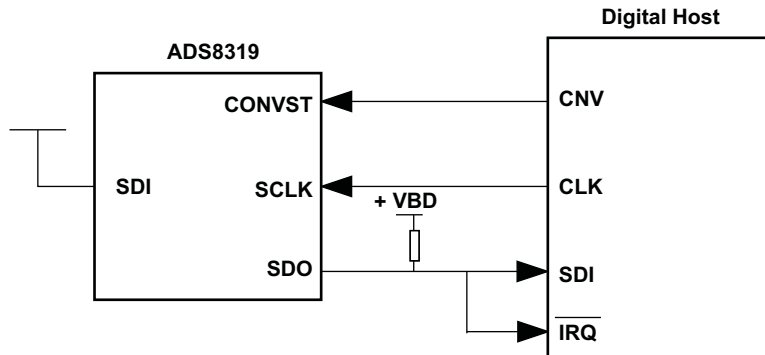 Digital Host
ADS8319
CONVST
CNV
SDI
SCLK
CLK
+ VBD
SDO
SDI
IRQ